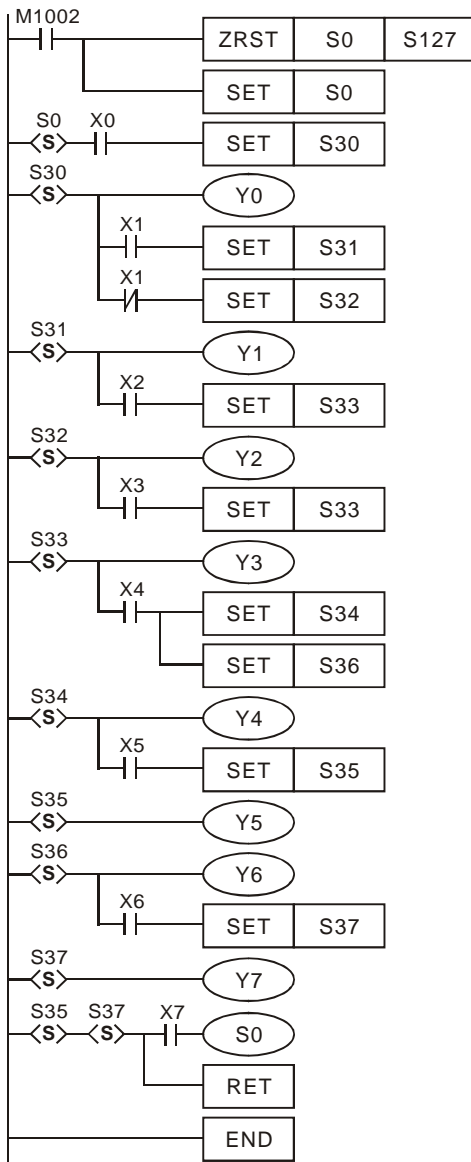 M1002
ZRST S0 S127
SET S0
S0 X0
S SET S30
S30
S Y0
X1
SET S31
X1
SET S32
S31
S Y1
X2
SET S33
S32
S Y2
X3
SET S33
S33
S Y3
X4
SET S34
SET S36
S34
S Y4
X5
SET S35
S35
S Y5
S36
S Y6
X6
SET S37
S37
S Y7
S35 S37 X7
S S S0
RET
END